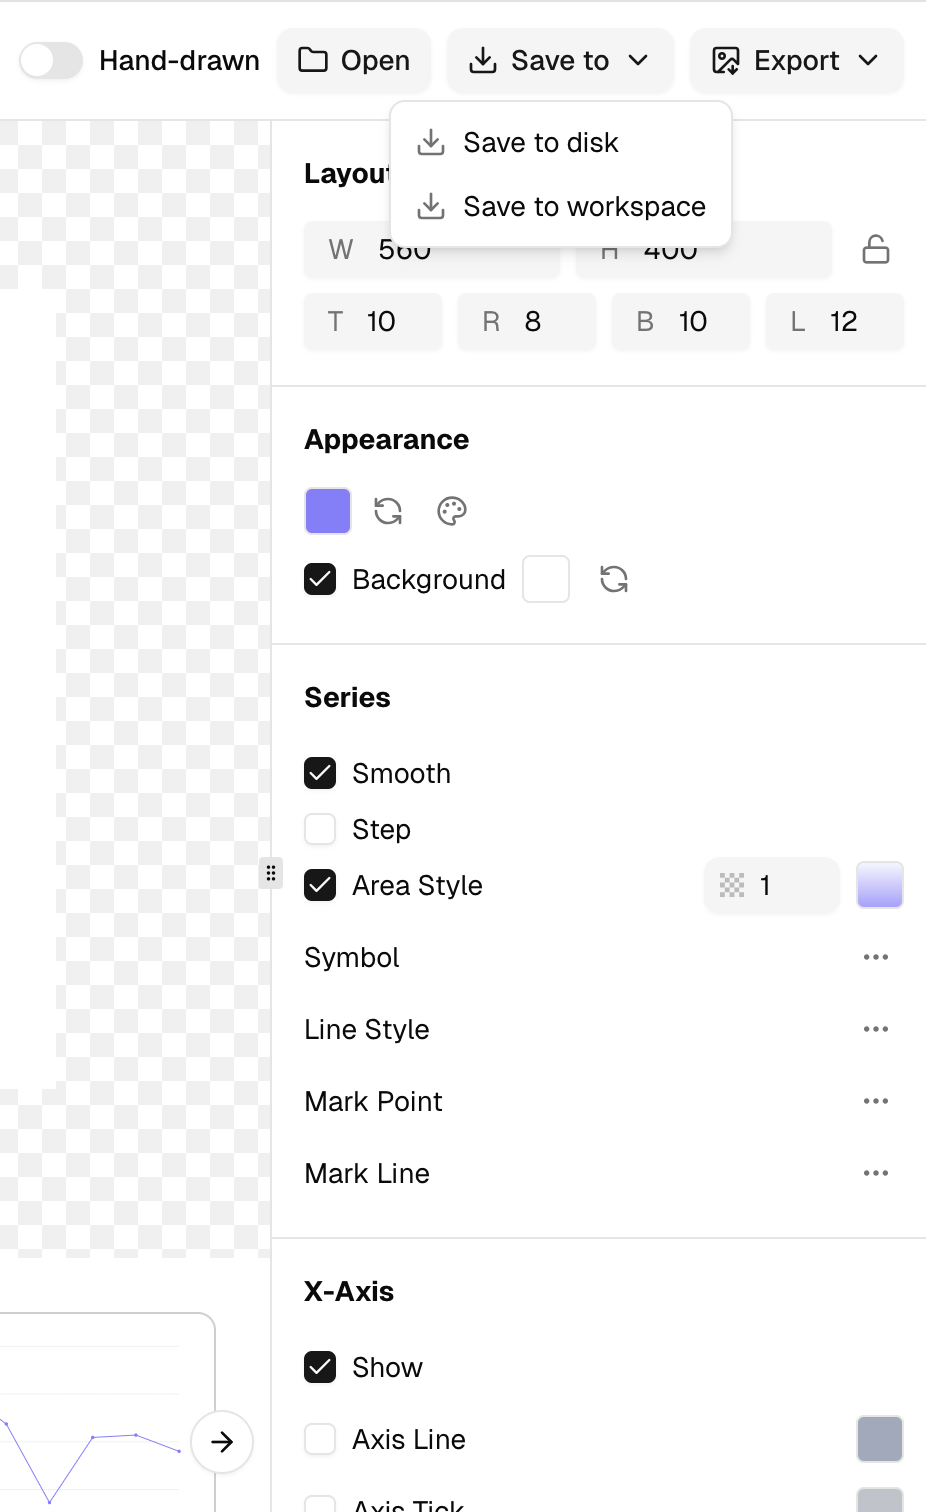 Hand-drawn Open Save to Export
Save to disk
Save to workspace
Layout
W 560 H 400
T 10 R 8 B 10 L 12
Appearance
Background
Series
Smooth
Step
Area Style 1
Symbol
Line Style
Mark Point
Mark Line
X-Axis
Show
Axis Line
Axis Tick